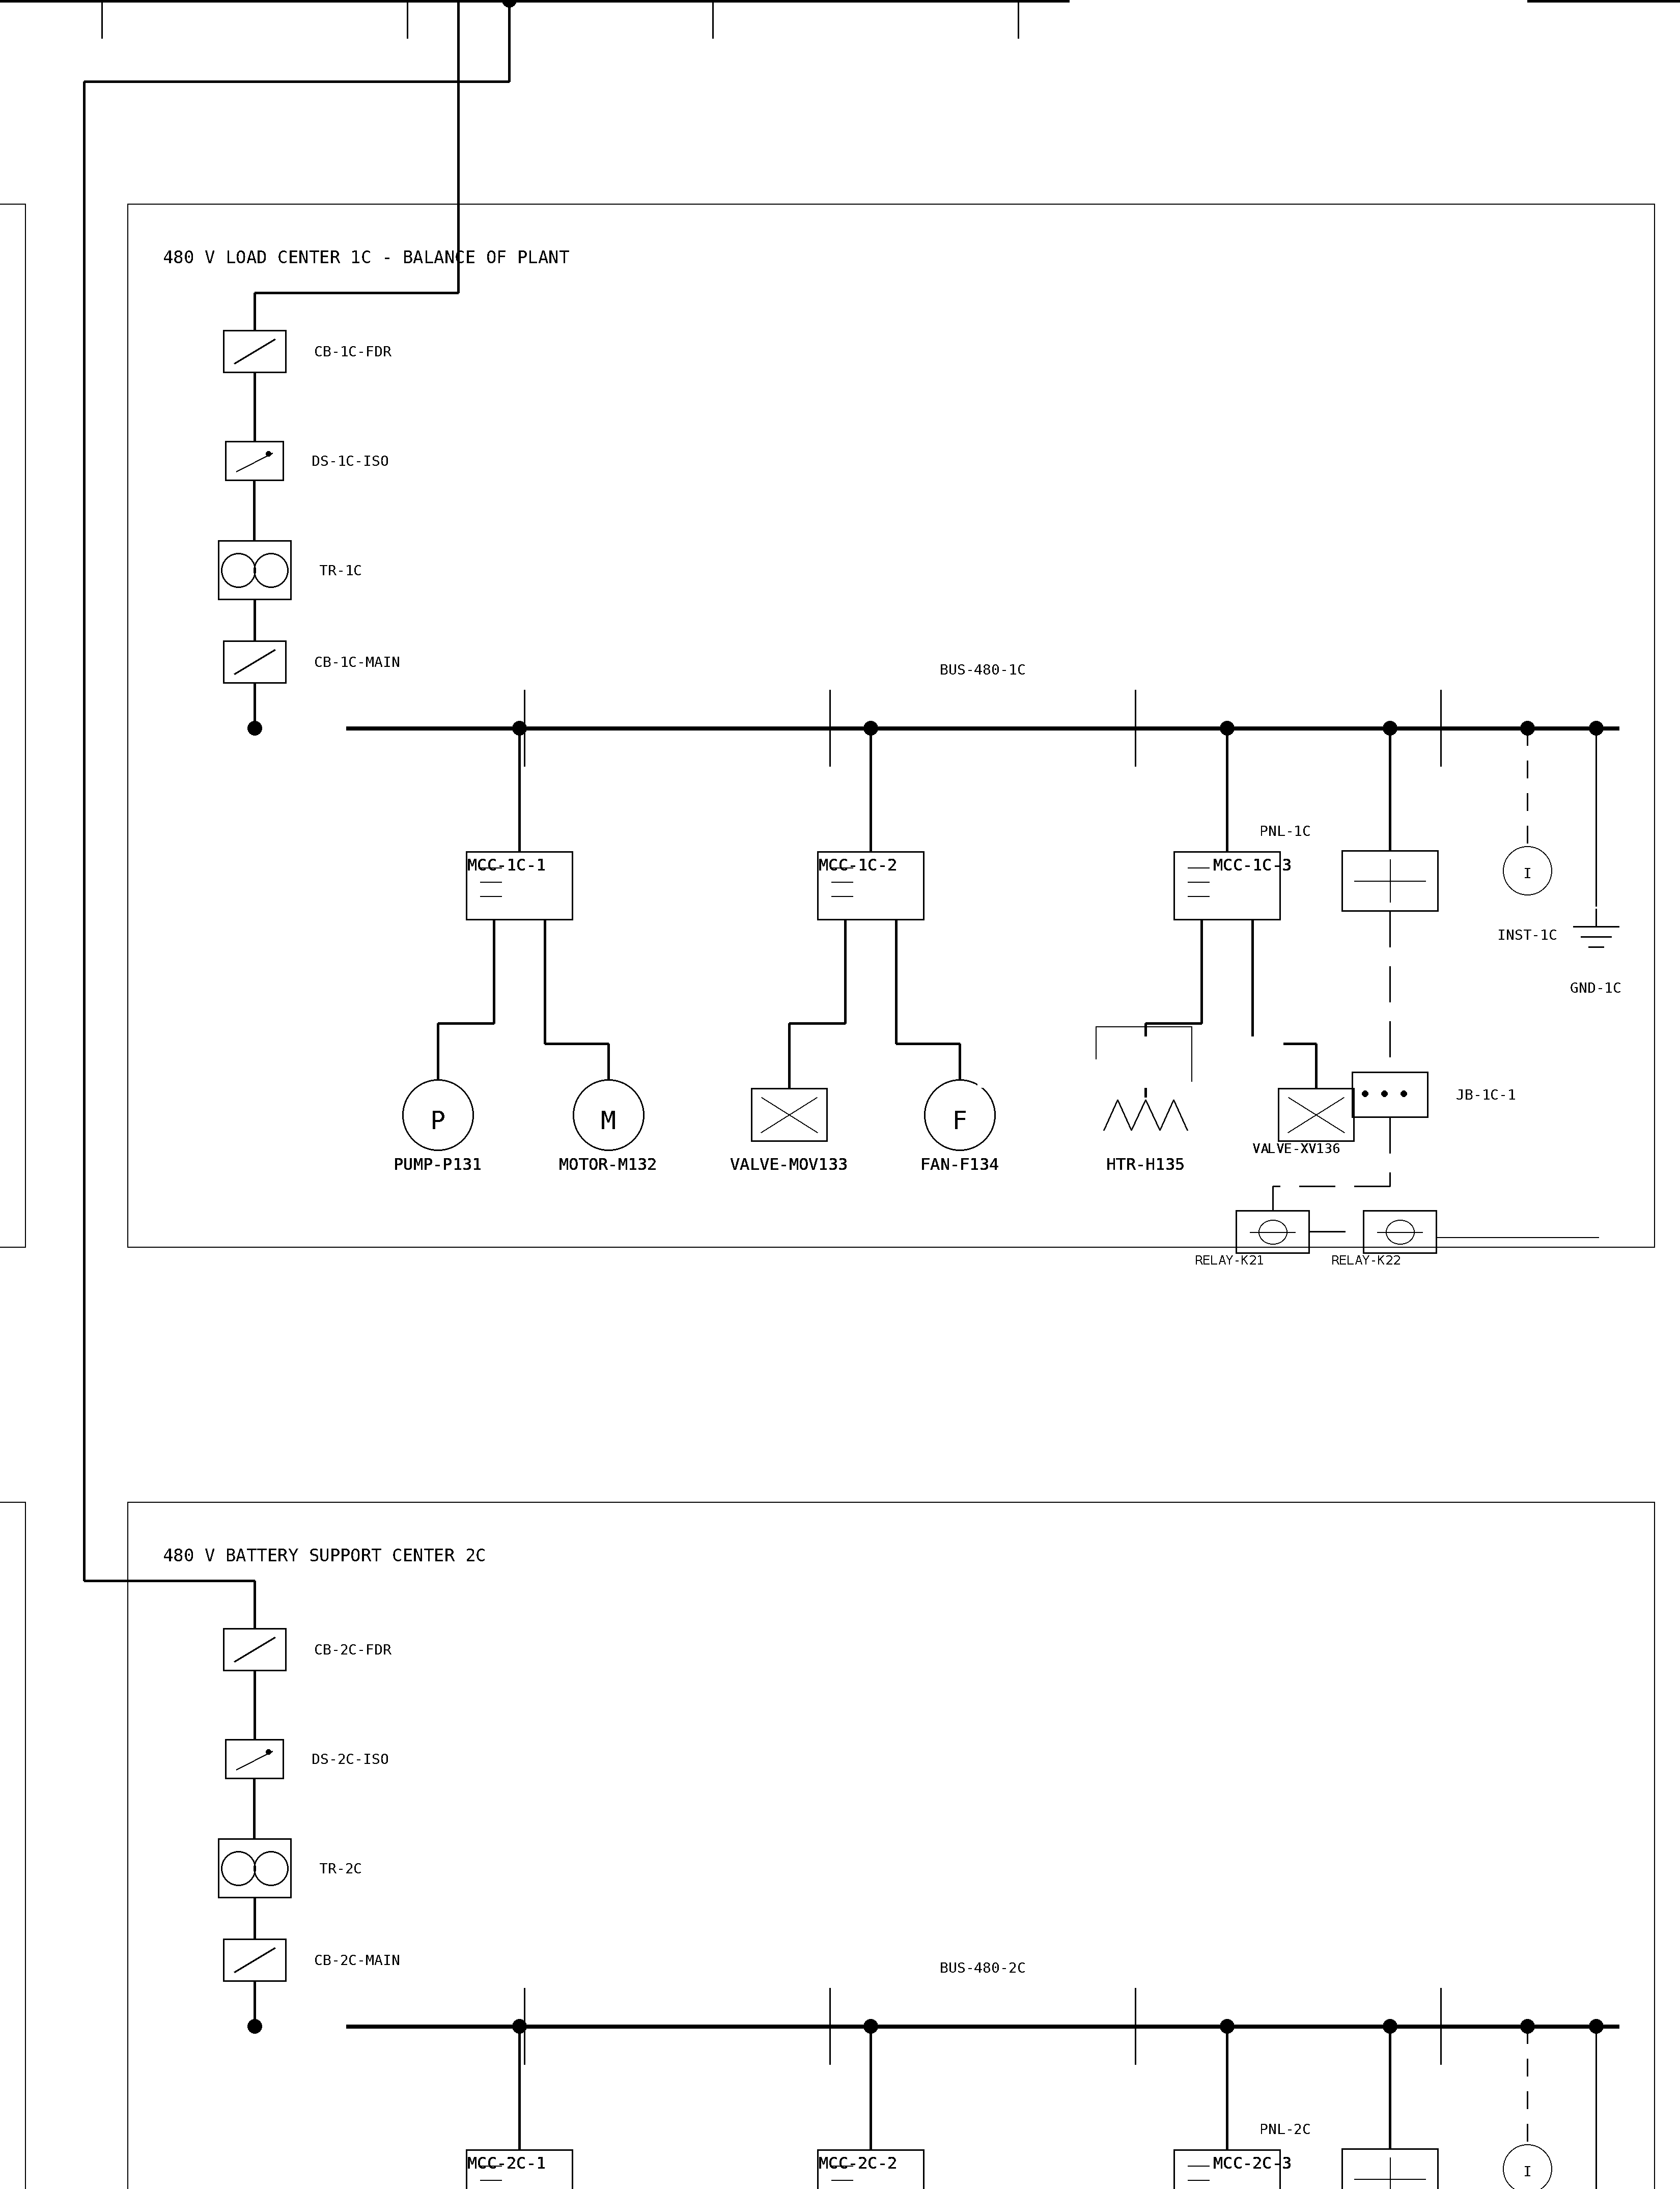 480 V LOAD CENTER 1C - BALANCE OF PLANT
CB-1C-FDR
DS-1C-ISO
TR-1C
CB-1C-MAIN
BUS-480-1C
PNL-1C
MCC-1C-1
MCC-1C-2
MCC-1C-3
I
INST-1C
GND-1C
JB-1C-1
P
M
F
PUMP-P131
MOTOR-M132
VALVE-MOV133
FAN-F134
HTR-H135
VALVE-XV136
RELAY-K21
RELAY-K22
480 V BATTERY SUPPORT CENTER 2C
CB-2C-FDR
DS-2C-ISO
TR-2C
CB-2C-MAIN
BUS-480-2C
PNL-2C
MCC-2C-1
MCC-2C-2
MCC-2C-3
I